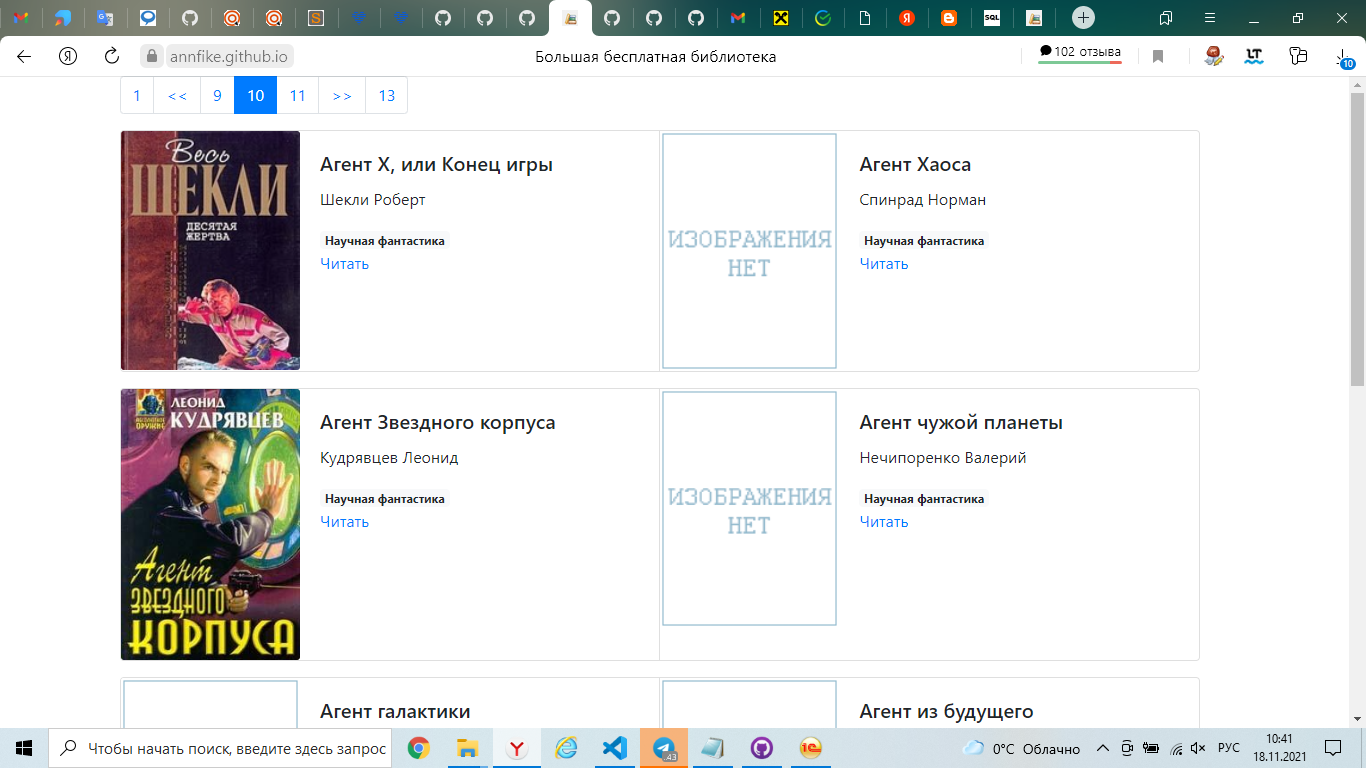 annfike.github.io
Большая бесплатная библиотека
102 отзыва
10
1 << 9 10 11 >> 13
Весь
ШЕКЛИ
ДЕСЯТАЯ
ЖЕРТВА
Агент Х, или Конец игры
Шекли Роберт
Научная фантастика
Читать
ИЗОБРАЖЕНИЯ
НЕТ
Агент Хаоса
Спинрад Норман
Научная фантастика
Читать
ЛЕОНИД
КУДРЯВЦЕВ
Агент
ЗВЕЗДНОГО
КОРПУСА
Агент Звездного корпуса
Кудрявцев Леонид
Научная фантастика
Читать
ИЗОБРАЖЕНИЯ
НЕТ
Агент чужой планеты
Нечипоренко Валерий
Научная фантастика
Читать
Агент галактики
Агент из будущего
Чтобы начать поиск, введите здесь запрос
43
0°C Облачно
РУС
10:41
18.11.2021